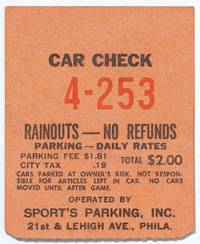 CAR CHECK
4-253
RAINOUTS — NO REFUNDS
PARKING — DAILY RATES
PARKING FEE $1.81
CITY TAX .19 TOTAL $2.00
CARS PARKED AT OWNER'S RISK. NOT RESPON-
SIBLE FOR ARTICLES LEFT IN CAR. NO CARS
MOVED UNTIL AFTER GAME.
OPERATED BY
SPORT'S PARKING, INC.
21st & LEHIGH AVE., PHILA.